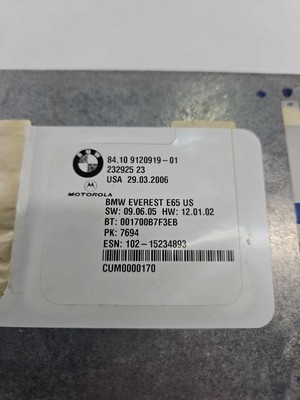 BMW
84.10 9120919-01
232925 23
USA 29.03.2006
MOTOROLA
BMW EVEREST E65 US
SW: 09.06.05 HW: 12.01.02
BT: 001700B7F3EB
PK: 7694
ESN: 102-15234893
CUM0000170